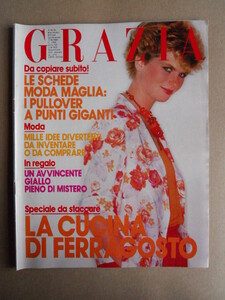 GRAZIA
Da copiare subito!
LE SCHEDE
MODA MAGLIA:
I PULLOVER
A PUNTI GIGANTI
Moda
MILLE IDEE DIVERTENTI
DA INVENTARE
O DA COMPRARE
In regalo
UN AVVINCENTE
GIALLO
PIENO DI MISTERO
Speciale da staccare
LA CUCINA
DI FERRAGOSTO